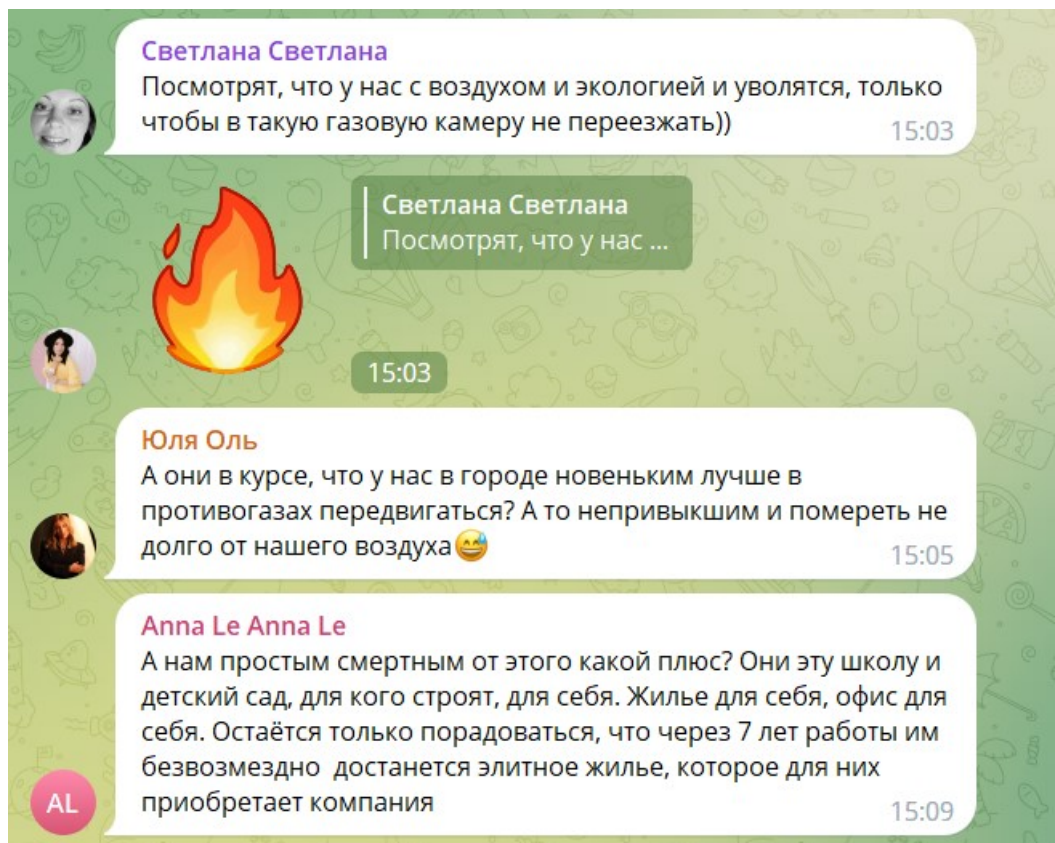 Светлана Светлана
Посмотрят, что у нас с воздухом и экологией и уволятся, только
чтобы в такую газовую камеру не переезжать))
15:03
Светлана Светлана
Посмотрят, что у нас ...
15:03
Юля Оль
А они в курсе, что у нас в городе новеньким лучше в
противогазах передвигаться? А то непривыкшим и помереть не
долго от нашего воздуха😅
15:05
Anna Le Anna Le
А нам простым смертным от этого какой плюс? Они эту школу и
детский сад, для кого строят, для себя. Жилье для себя, офис для
себя. Остаётся только порадоваться, что через 7 лет работы им
безвозмездно  достанется элитное жилье, которое для них
приобретает компания
AL
15:09